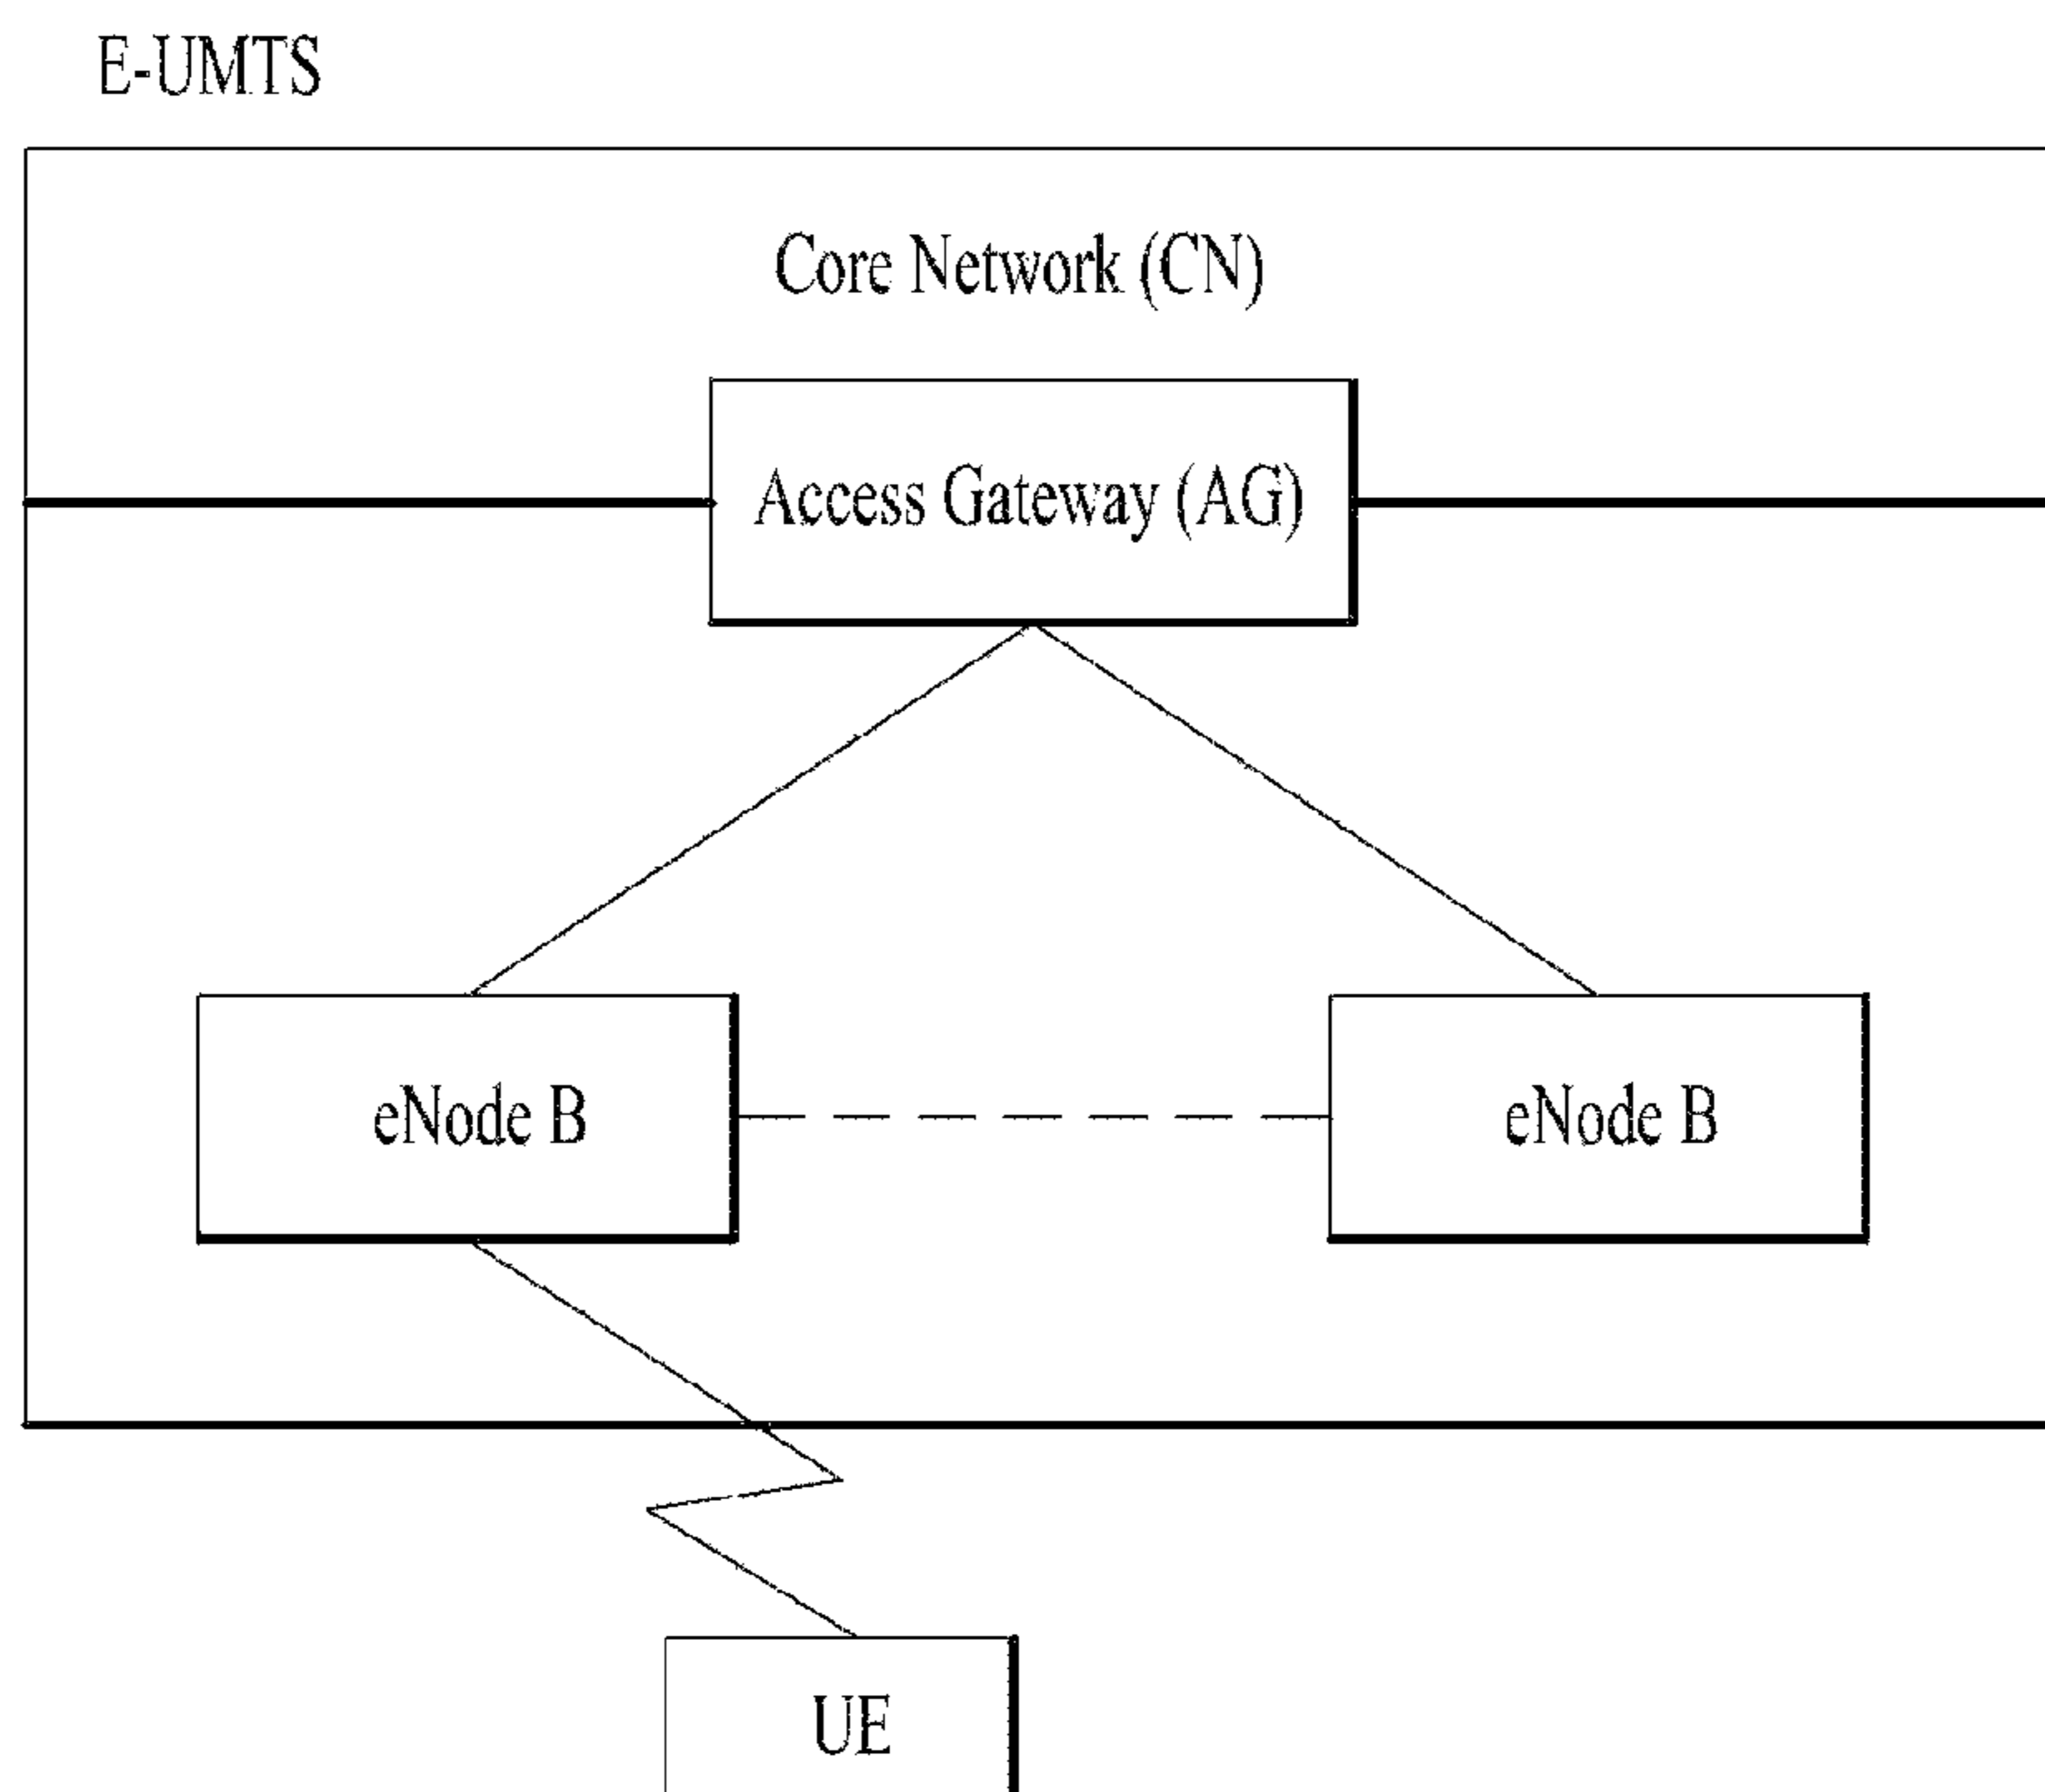 E-UMTS
Core Network (CN)
Access Gateway (AG)
eNode B
eNode B
UE